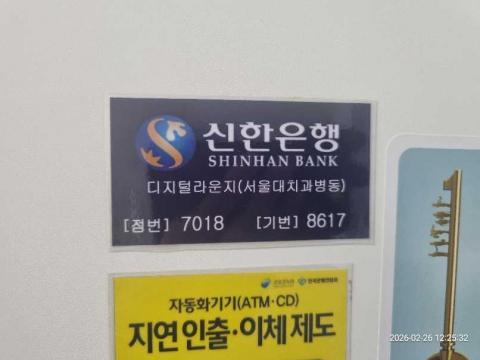 신한은행
SHINHAN BANK
디지털라운지(서울대치과병동)
[점번] 7018 [기번] 8617
자동화기기(ATM·CD)
지연인출·이체제도
2026-02-26 12:25:32